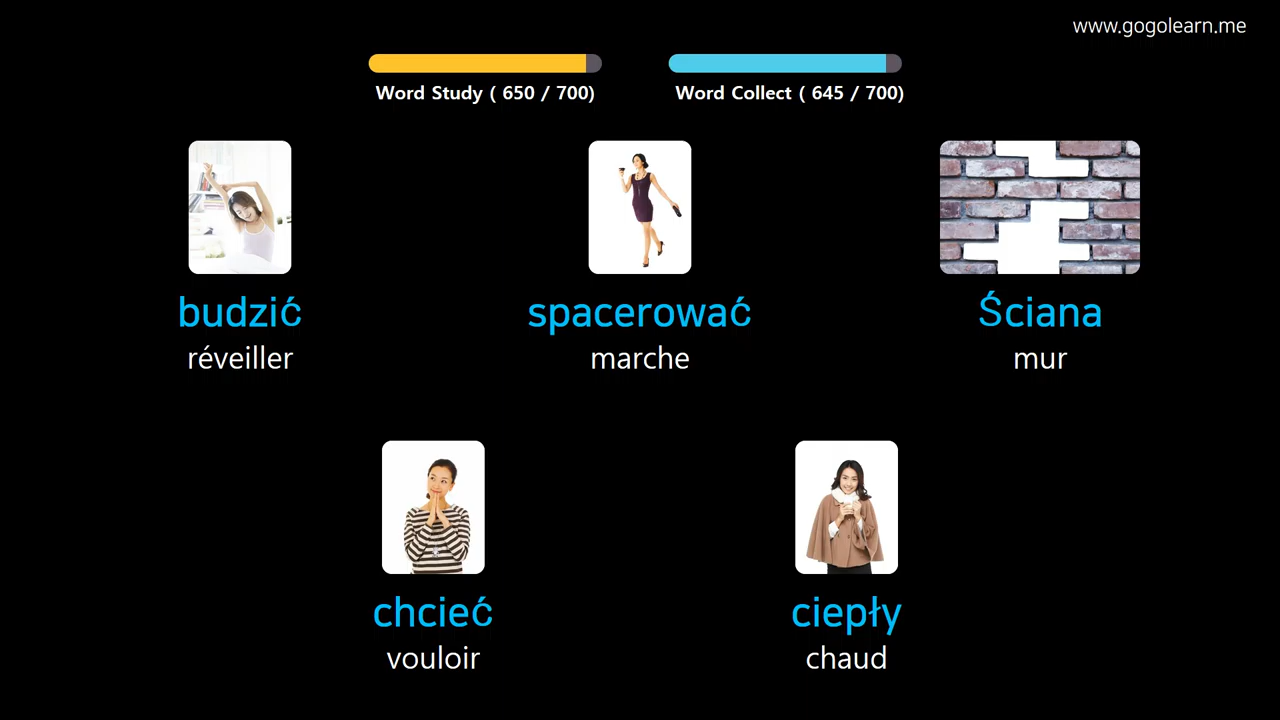 www.gogolearn.me
Word Study ( 650 / 700)
Word Collect ( 645 / 700)
budzić
réveiller
spacerować
marche
Ściana
mur
chcieć
vouloir
ciepły
chaud